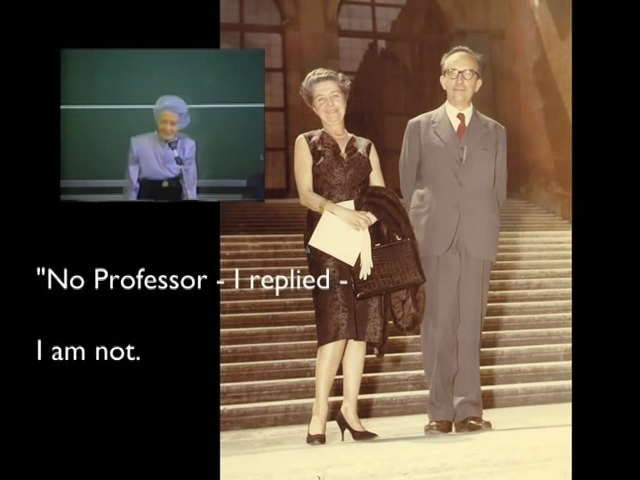 "No Professor - I replied -
I am not.